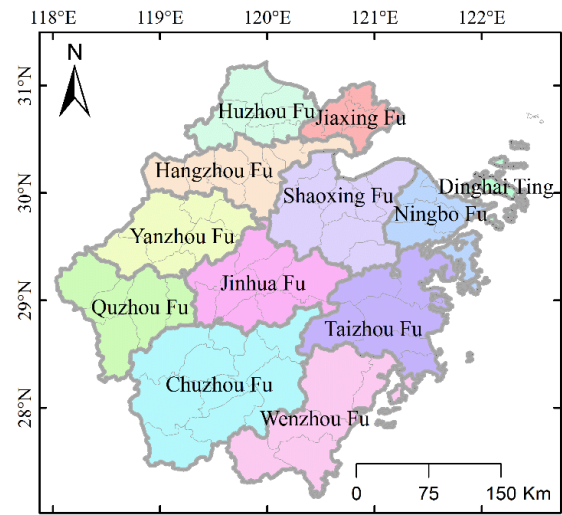 118°E 119°E 120°E 121°E 122°E
N
31°N
30°N
29°N
28°N
Huzhou Fu
Jiaxing Fu
Hangzhou Fu
Dinghai Ting
Shaoxing Fu
Ningbo Fu
Yanzhou Fu
Jinhua Fu
Quzhou Fu
Taizhou Fu
Chuzhou Fu
Wenzhou Fu
0 75 150 Km